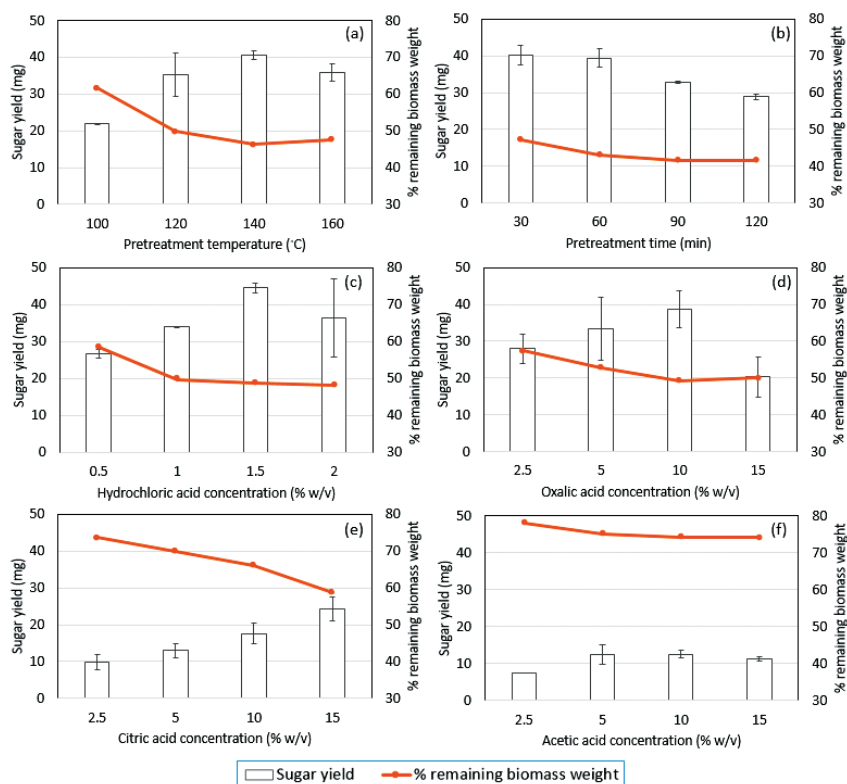 (a)
Sugar yield (mg)
50
40
30
20
10
0
% remaining biomass weight
80
70
60
50
40
30
100 120 140 160
Pretreatment temperature (°C)
(b)
Sugar yield (mg)
50
40
30
20
10
0
% remaining biomass weight
80
70
60
50
40
30
30 60 90 120
Pretreatment time (min)
(c)
Sugar yield (mg)
50
40
30
20
10
0
% remaining biomass weight
80
70
60
50
40
30
0.5 1 1.5 2
Hydrochloric acid concentration (% w/v)
(d)
Sugar yield (mg)
50
40
30
20
10
0
% remaining biomass weight
80
70
60
50
40
30
2.5 5 10 15
Oxalic acid concentration (% w/v)
(e)
Sugar yield (mg)
50
40
30
20
10
0
% remaining biomass weight
80
70
60
50
40
30
2.5 5 10 15
Citric acid concentration (% w/v)
(f)
Sugar yield (mg)
50
40
30
20
10
0
% remaining biomass weight
80
70
60
50
40
30
2.5 5 10 15
Acetic acid concentration (% w/v)
Sugar yield % remaining biomass weight